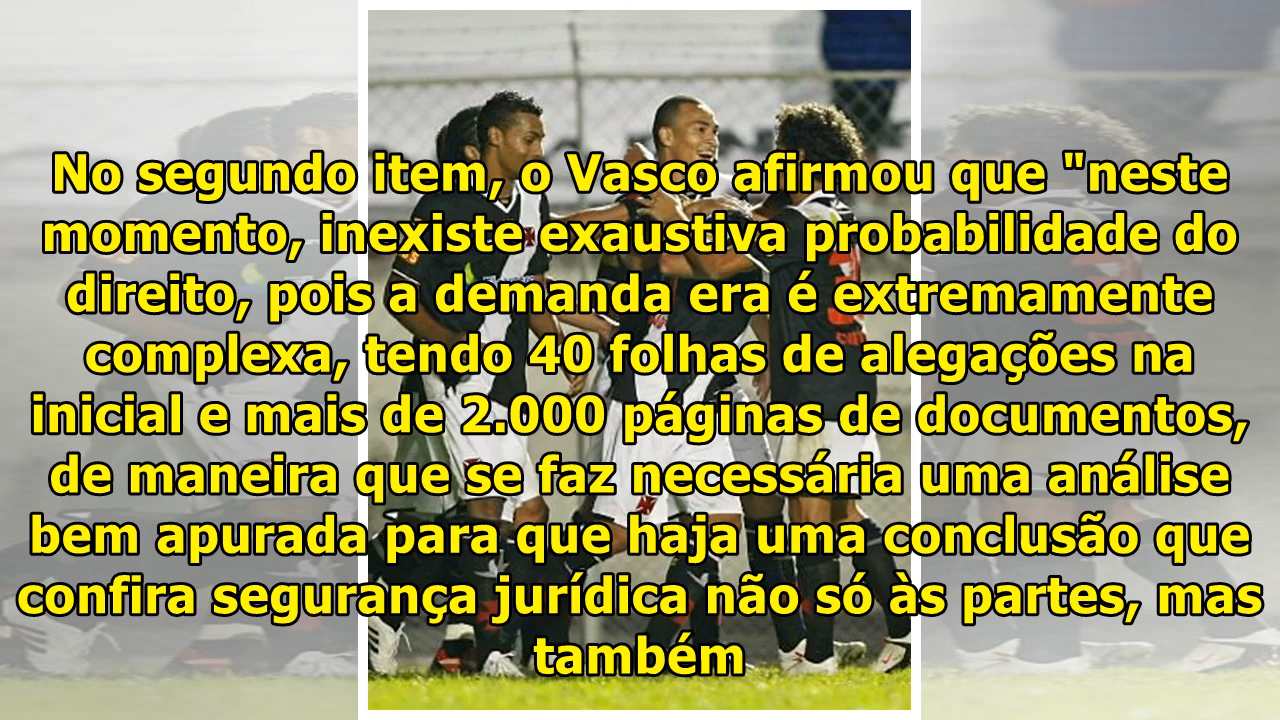 No segundo item, o Vasco afirmou que "neste
momento, inexiste exaustiva probabilidade do
direito, pois a demanda era é extremamente
complexa, tendo 40 folhas de alegações na
inicial e mais de 2.000 páginas de documentos,
de maneira que se faz necessária uma análise
bem apurada para que haja uma conclusão que
confira segurança jurídica não só às partes, mas
também